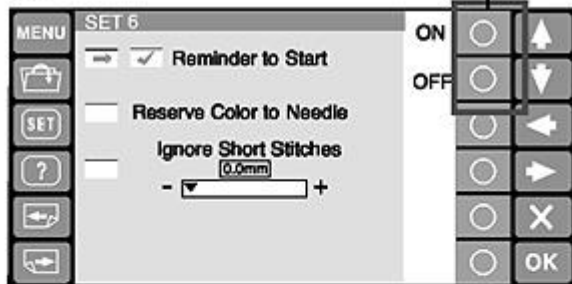 MENU
SET 6
ON
Reminder to Start
OFF
SET
Reserve Color to Needle
Ignore Short Stitches
?
0.0mm
- +
OK